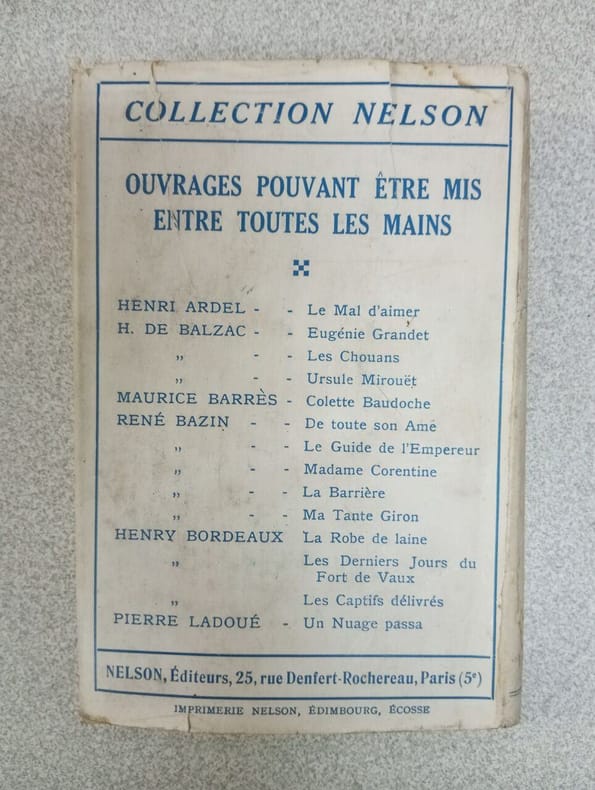 COLLECTION NELSON
OUVRAGES POUVANT ÊTRE MIS
ENTRE TOUTES LES MAINS
HENRI ARDEL - - Le Mal d'aimer
H. DE BALZAC - - Eugénie Grandet
„ - - Les Chouans
„ - - Ursule Mirouët
MAURICE BARRÈS - Colette Baudoche
RENÉ BAZIN - - De toute son Ame
„ - - Le Guide de l'Empereur
„ - - Madame Corentine
„ - - La Barrière
„ - - Ma Tante Giron
HENRY BORDEAUX La Robe de laine
„ Les Derniers Jours du
Fort de Vaux
„ Les Captifs délivrés
PIERRE LADOUÉ - Un Nuage passa
NELSON, Éditeurs, 25, rue Denfert-Rochereau, Paris (5e)
IMPRIMERIE NELSON, ÉDIMBOURG, ÉCOSSE